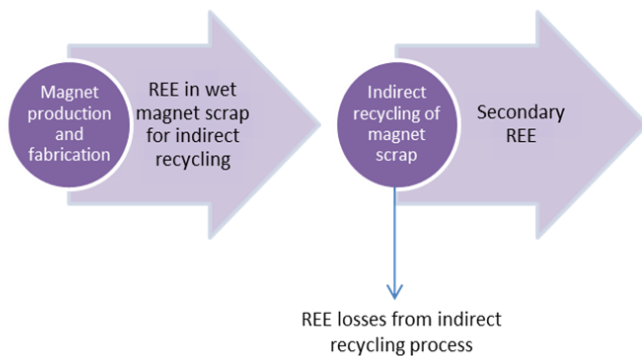 Magnet
production
and
fabrication
REE in wet
magnet scrap
for indirect
recycling
Indirect
recycling of
magnet
scrap
Secondary
REE
REE losses from indirect
recycling process